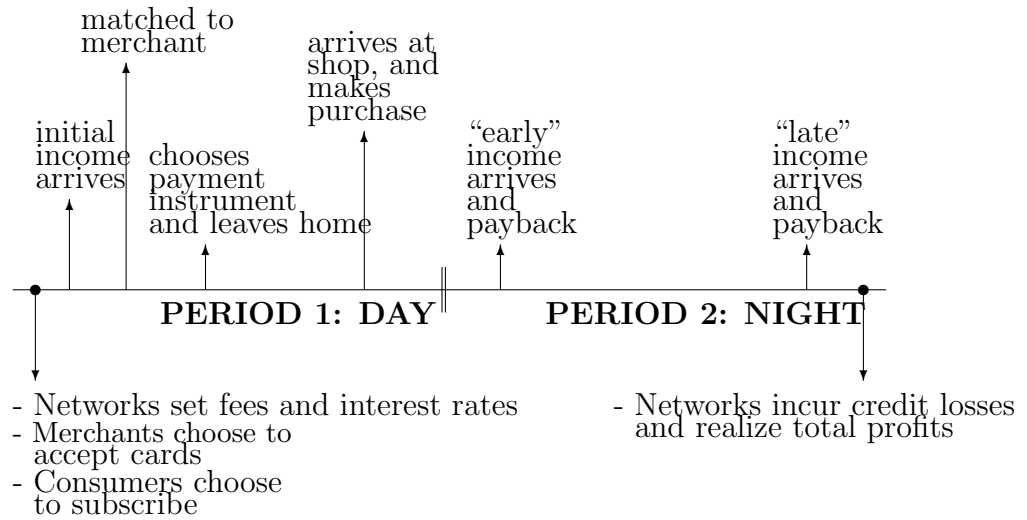 matched to
merchant
arrives at
shop, and
makes
purchase
initial
income
arrives
chooses
payment
instrument
and leaves home
“early”
income
arrives
and
payback
“late”
income
arrives
and
payback
PERIOD 1: DAY
PERIOD 2: NIGHT
- Networks set fees and interest rates
- Merchants choose to
accept cards
- Consumers choose
to subscribe
- Networks incur credit losses
and realize total profits